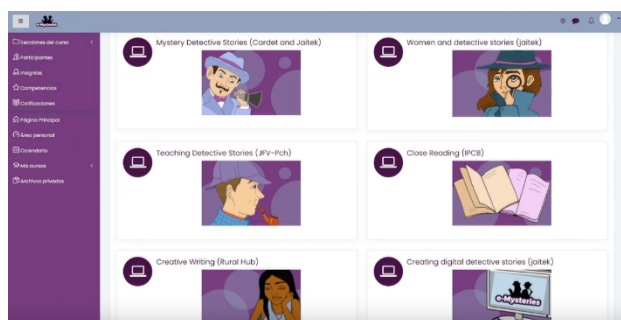 e-Mysteries
Secciones del curso
Participantes
Insignias
Competencias
Calificaciones
Página Principal
Área personal
Calendario
Mis cursos
Archivos privados
Mystery Detective Stories (Cardet and Jaitek)
Women and detective stories (jaitek)
Teaching Detective Stories (JFV-Pch)
Close Reading (IPCB)
Creative Writing (Rural Hub)
Creating digital detective stories (jaitek)
e-Mysteries